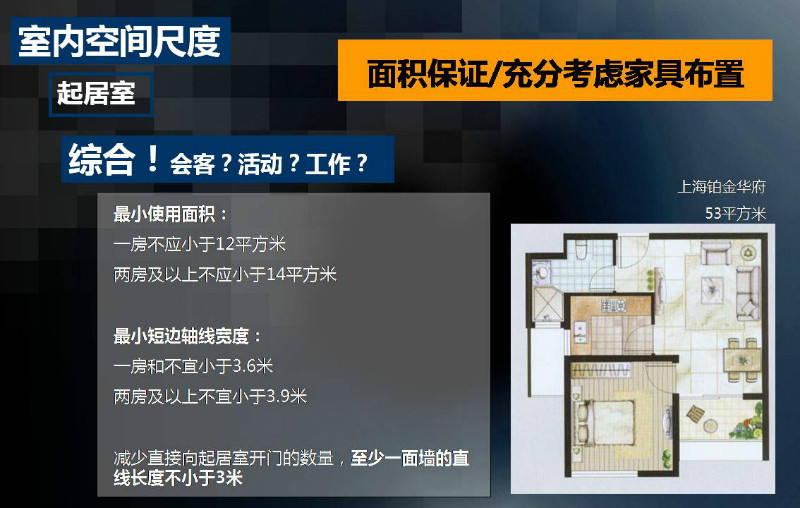 室内空间尺度
起居室
面积保证/充分考虑家具布置
综合！会客？活动？工作？
最小使用面积：
一房不应小于12平方米
两房及以上不应小于14平方米
最小短边轴线宽度：
一房和不宜小于3.6米
两房及以上不宜小于3.9米
减少直接向起居室开门的数量，至少一面墙的直
线长度不小于3米
上海铂金华府
53平方米